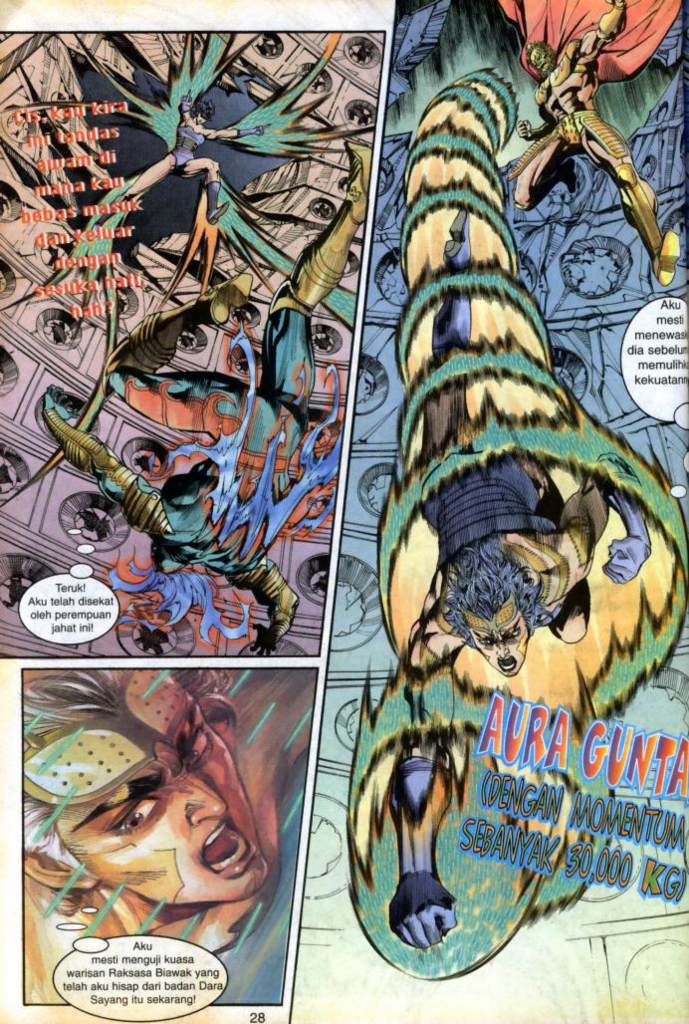 Cis, kau kira
ini tandas
awam di
mana kau
bebas masuk
dan keluar
dengan
sesuka hati,
hah?
Teruk!
Aku telah disekat
oleh perempuan
jahat ini!
Aku
mesti menguji kuasa
warisan Raksasa Biawak yang
telah aku hisap dari badan Dara
Sayang itu sekarang!
Aku
mesti
menewas
dia sebelum
memulihk
kekuatann
AURA GUNTA
(DENGAN MOMENTUM
SEBANYAK 30,000 KG)
28